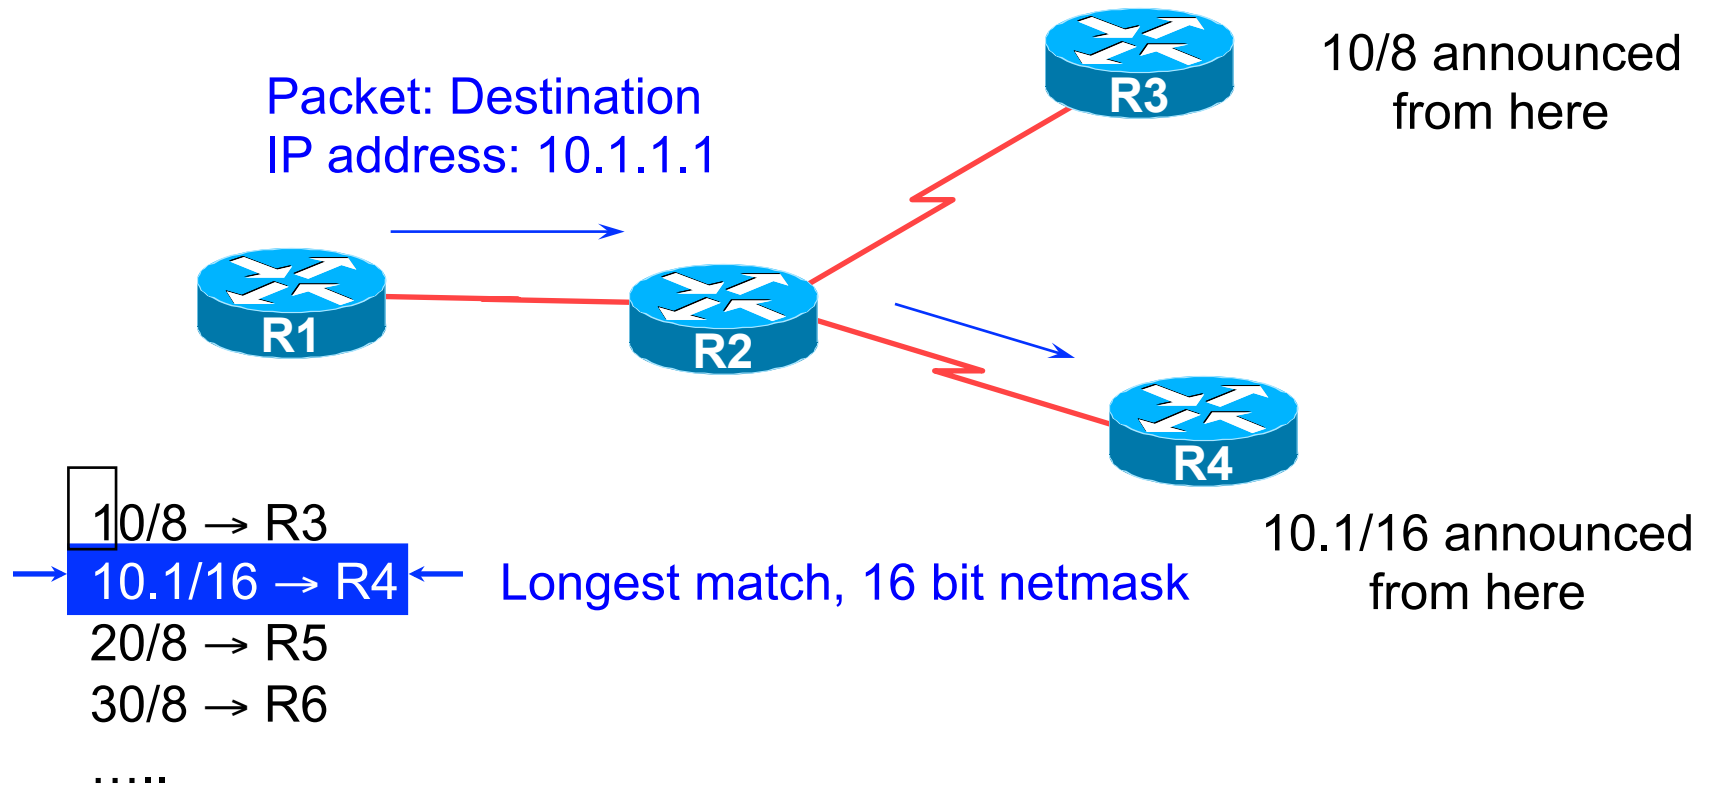 R3
10/8 announced
from here
Packet: Destination
IP address: 10.1.1.1
R1
R2
R4
10/8 → R3
10.1/16 → R4
Longest match, 16 bit netmask
10.1/16 announced
from here
20/8 → R5
30/8 → R6
…..